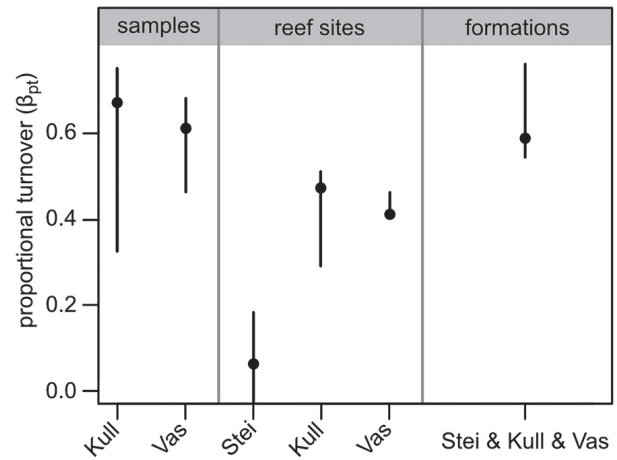 samples reef sites formations
proportional turnover (βpt)
0.6
0.4
0.2
0.0
Kull Vas Stei Kull Vas Stei & Kull & Vas